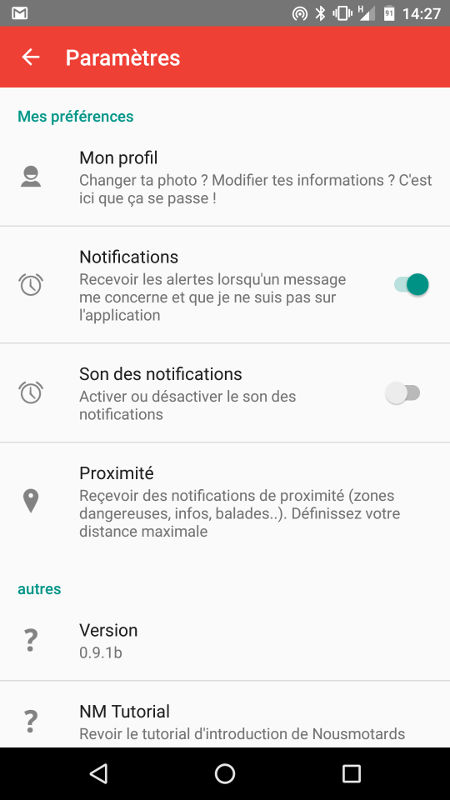 H
91
14:27
Paramètres
Mes préférences
Mon profil
Changer ta photo ? Modifier tes informations ? C'est
ici que ça se passe !
Notifications
Recevoir les alertes lorsqu'un message
me concerne et que je ne suis pas sur
l'application
Son des notifications
Activer ou désactiver le son des
notifications
Proximité
Reçevoir des notifications de proximité (zones
dangereuses, infos, balades..). Définissez votre
distance maximale
autres
?
Version
0.9.1b
?
NM Tutorial
Revoir le tutorial d'introduction de Nousmotards